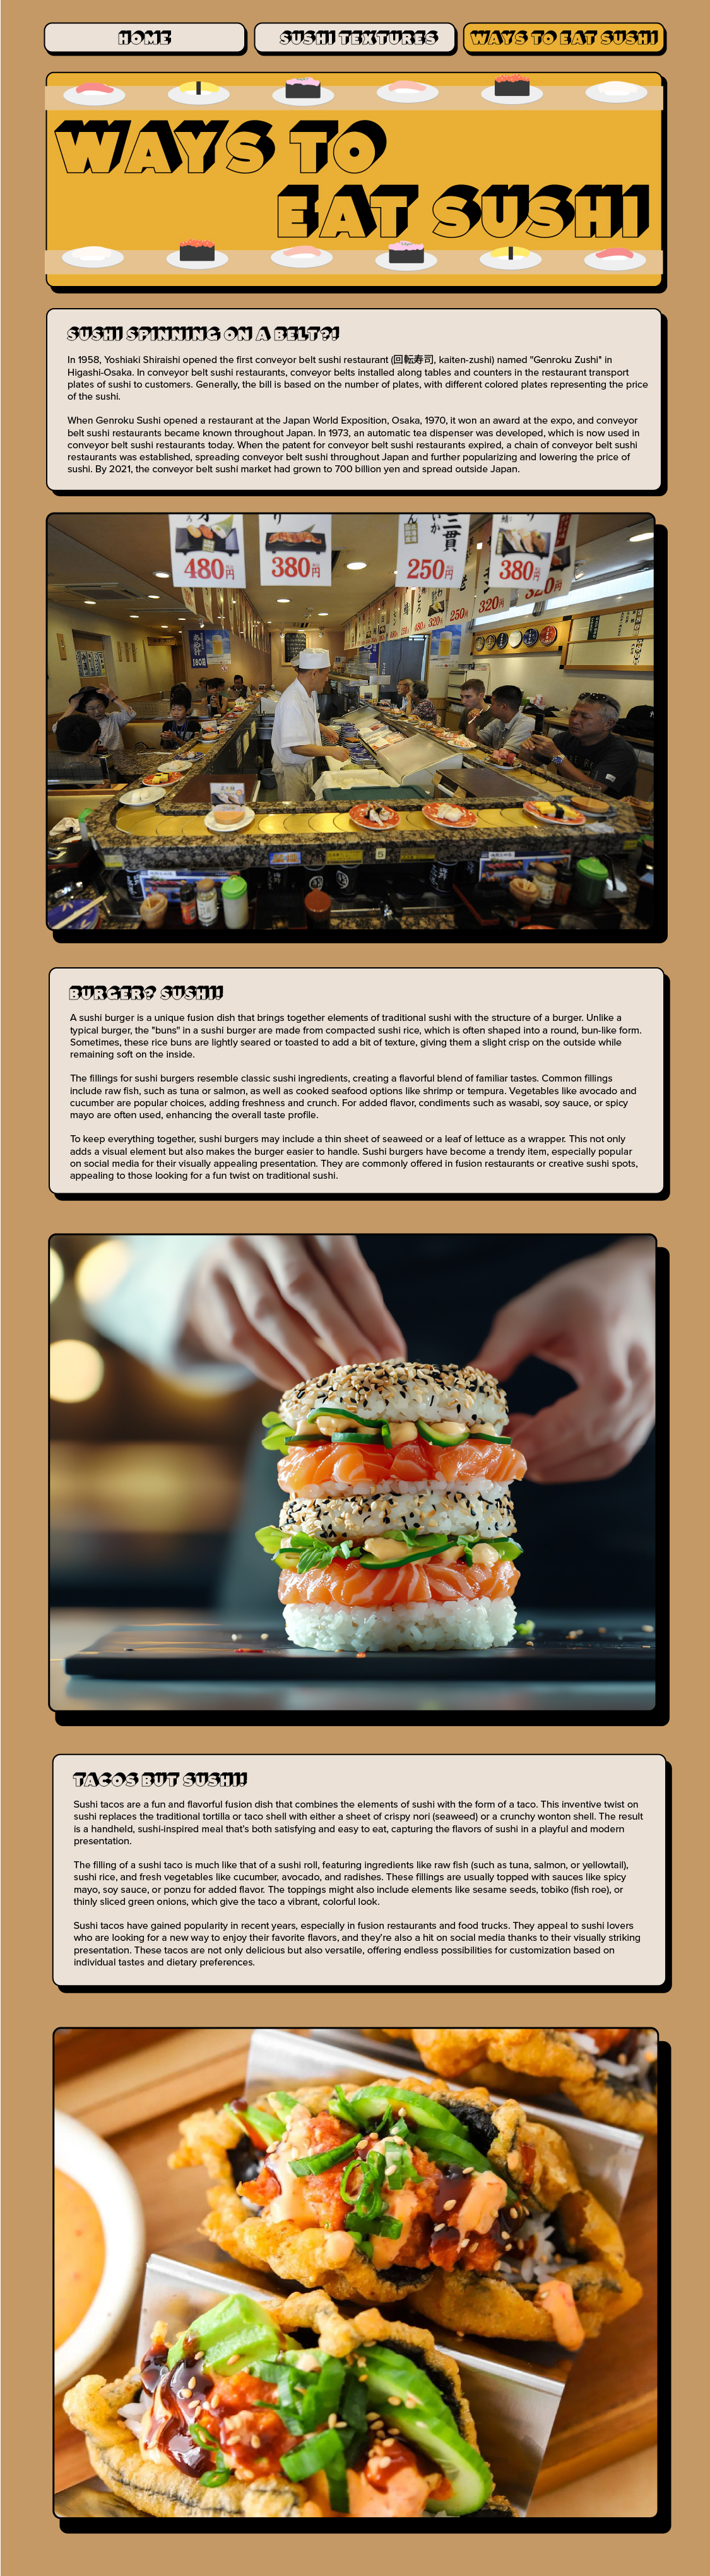 HOME
SUSHI TEXTURES
WAYS TO EAT SUSHI
WAYS TO
EAT SUSHI
SUSHI SPINNING ON A BELT?!
In 1958, Yoshiaki Shiraishi opened the first conveyor belt sushi restaurant (回転寿司, kaiten-zushi) named "Genroku Zushi" in
Higashi-Osaka. In conveyor belt sushi restaurants, conveyor belts installed along tables and counters in the restaurant transport
plates of sushi to customers. Generally, the bill is based on the number of plates, with different colored plates representing the price
of the sushi.
When Genroku Sushi opened a restaurant at the Japan World Exposition, Osaka, 1970, it won an award at the expo, and conveyor
belt sushi restaurants became known throughout Japan. In 1973, an automatic tea dispenser was developed, which is now used in
conveyor belt sushi restaurants today. When the patent for conveyor belt sushi restaurants expired, a chain of conveyor belt sushi
restaurants was established, spreading conveyor belt sushi throughout Japan and further popularizing and lowering the price of
sushi. By 2021, the conveyor belt sushi market had grown to 700 billion yen and spread outside Japan.
480円
380円
三貫
250円
380円
320円
320円
250円
BURGER? SUSHI!
A sushi burger is a unique fusion dish that brings together elements of traditional sushi with the structure of a burger. Unlike a
typical burger, the "buns" in a sushi burger are made from compacted sushi rice, which is often shaped into a round, bun-like form.
Sometimes, these rice buns are lightly seared or toasted to add a bit of texture, giving them a slight crisp on the outside while
remaining soft on the inside.
The fillings for sushi burgers resemble classic sushi ingredients, creating a flavorful blend of familiar tastes. Common fillings
include raw fish, such as tuna or salmon, as well as cooked seafood options like shrimp or tempura. Vegetables like avocado and
cucumber are popular choices, adding freshness and crunch. For added flavor, condiments such as wasabi, soy sauce, or spicy
mayo are often used, enhancing the overall taste profile.
To keep everything together, sushi burgers may include a thin sheet of seaweed or a leaf of lettuce as a wrapper. This not only
adds a visual element but also makes the burger easier to handle. Sushi burgers have become a trendy item, especially popular
on social media for their visually appealing presentation. They are commonly offered in fusion restaurants or creative sushi spots,
appealing to those looking for a fun twist on traditional sushi.
TACOS BUT SUSHI!
Sushi tacos are a fun and flavorful fusion dish that combines the elements of sushi with the form of a taco. This inventive twist on
sushi replaces the traditional tortilla or taco shell with either a sheet of crispy nori (seaweed) or a crunchy wonton shell. The result
is a handheld, sushi-inspired meal that's both satisfying and easy to eat, capturing the flavors of sushi in a playful and modern
presentation.
The filling of a sushi taco is much like that of a sushi roll, featuring ingredients like raw fish (such as tuna, salmon, or yellowtail),
sushi rice, and fresh vegetables like cucumber, avocado, and radishes. These fillings are usually topped with sauces like spicy
mayo, soy sauce, or ponzu for added flavor. The toppings might also include elements like sesame seeds, tobiko (fish roe), or
thinly sliced green onions, which give the taco a vibrant, colorful look.
Sushi tacos have gained popularity in recent years, especially in fusion restaurants and food trucks. They appeal to sushi lovers
who are looking for a new way to enjoy their favorite flavors, and they're also a hit on social media thanks to their visually striking
presentation. These tacos are not only delicious but also versatile, offering endless possibilities for customization based on
individual tastes and dietary preferences.